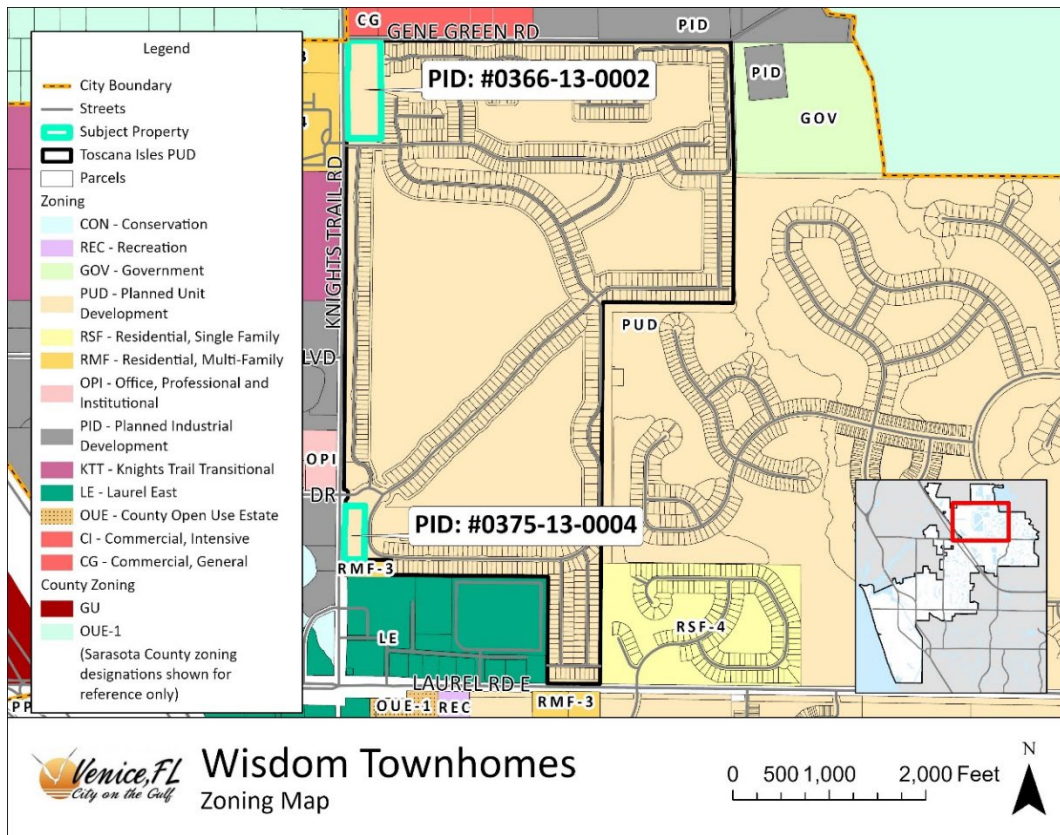 CG
GENE GREEN RD
PID
PID: #0366-13-0002
PID
GOV
KNIGHTS TRAIL RD
PUD
LVD
OPI
DR
PID: #0375-13-0004
RMF-3
LE
RSF-4
LAUREL RD E
OUE-1
REC
RMF-3
PP
3
4
Legend
City Boundary
Streets
Subject Property
Toscana Isles PUD
Parcels
Zoning
CON - Conservation
REC - Recreation
GOV - Government
PUD - Planned Unit
Development
RSF - Residential, Single Family
RMF - Residential, Multi-Family
OPI - Office, Professional and
Institutional
PID - Planned Industrial
Development
KTT - Knights Trail Transitional
LE - Laurel East
OUE - County Open Use Estate
CI - Commercial, Intensive
CG - Commercial, General
County Zoning
GU
OUE-1
(Sarasota County zoning
designations shown for
reference only)
Venice, FL
City on the Gulf
Wisdom Townhomes
Zoning Map
0 500 1,000 2,000 Feet
N